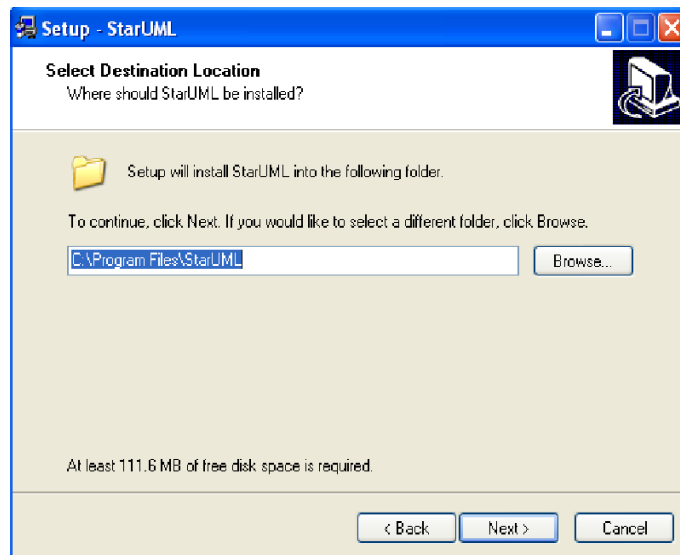 Setup - StarUML
Select Destination Location
Where should StarUML be installed?
Setup will install StarUML into the following folder.
To continue, click Next. If you would like to select a different folder, click Browse.
C:\Program Files\StarUML
Browse...
At least 111.6 MB of free disk space is required.
< Back Next > Cancel